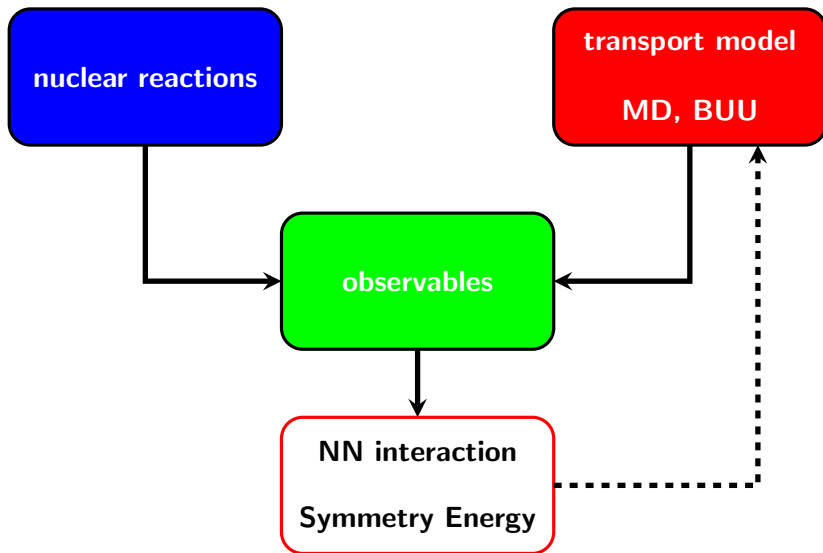 nuclear reactions
transport model
MD, BUU
observables
NN interaction
Symmetry Energy